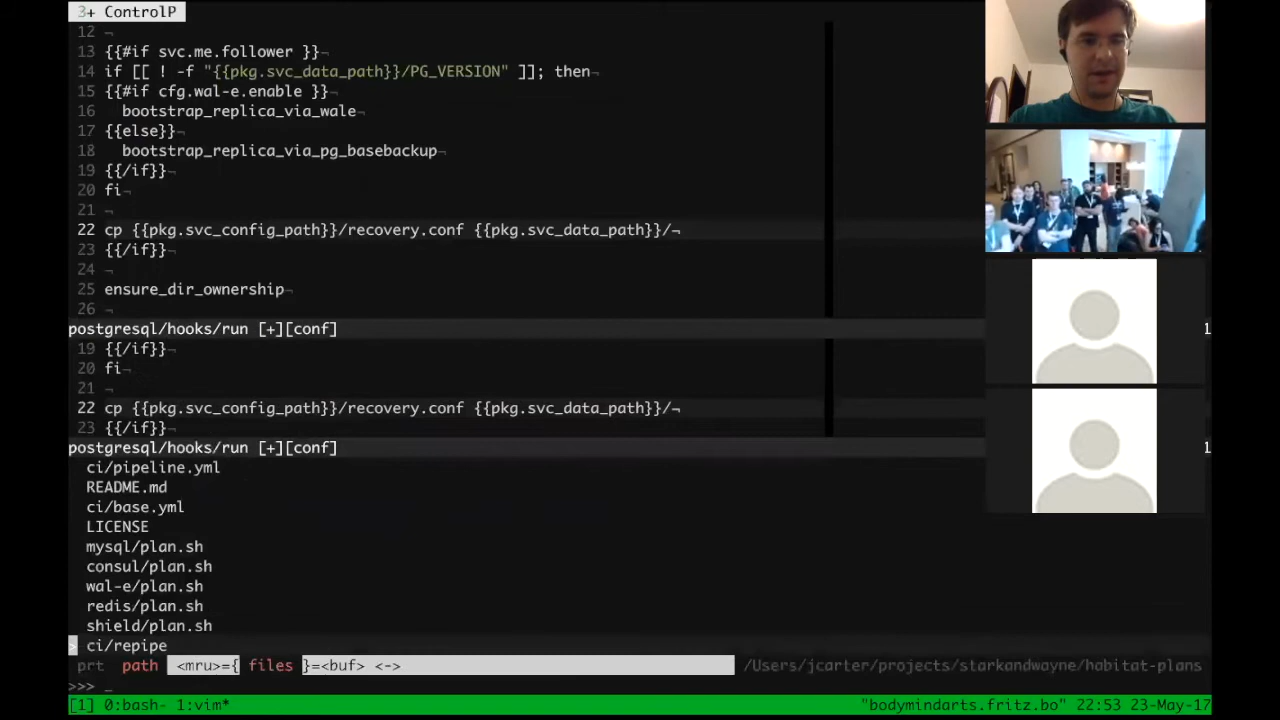 3+ ControlP
12 ¬
13 {{#if svc.me.follower }}¬
14 if [[ ! -f "{{pkg.svc_data_path}}/PG_VERSION" ]]; then¬
15 {{#if cfg.wal-e.enable }}
16 bootstrap_replica_via_wale¬
17 {{else}}¬
18 bootstrap_replica_via_pg_basebackup¬
19 {{/if}}¬
20 fi¬
21 ¬
22 cp {{pkg.svc_config_path}}/recovery.conf {{pkg.svc_data_path}}/¬
23 {{/if}}¬
24 ¬
25 ensure_dir_ownership¬
26 ¬
postgresql/hooks/run [+][conf] 1
19 {{/if}}¬
20 fi¬
21 ¬
22 cp {{pkg.svc_config_path}}/recovery.conf {{pkg.svc_data_path}}/¬
23 {{/if}}¬
postgresql/hooks/run [+][conf] 1
ci/pipeline.yml
README.md
ci/base.yml
LICENSE
mysql/plan.sh
consul/plan.sh
wal-e/plan.sh
redis/plan.sh
shield/plan.sh
> ci/repipe
prt path <mru>={ files }=<buf> <-> /Users/jcarter/projects/starkandwayne/habitat-plans
>>> _
[1] 0:bash- 1:vim* "bodymindarts.fritz.bo" 22:53 23-May-17